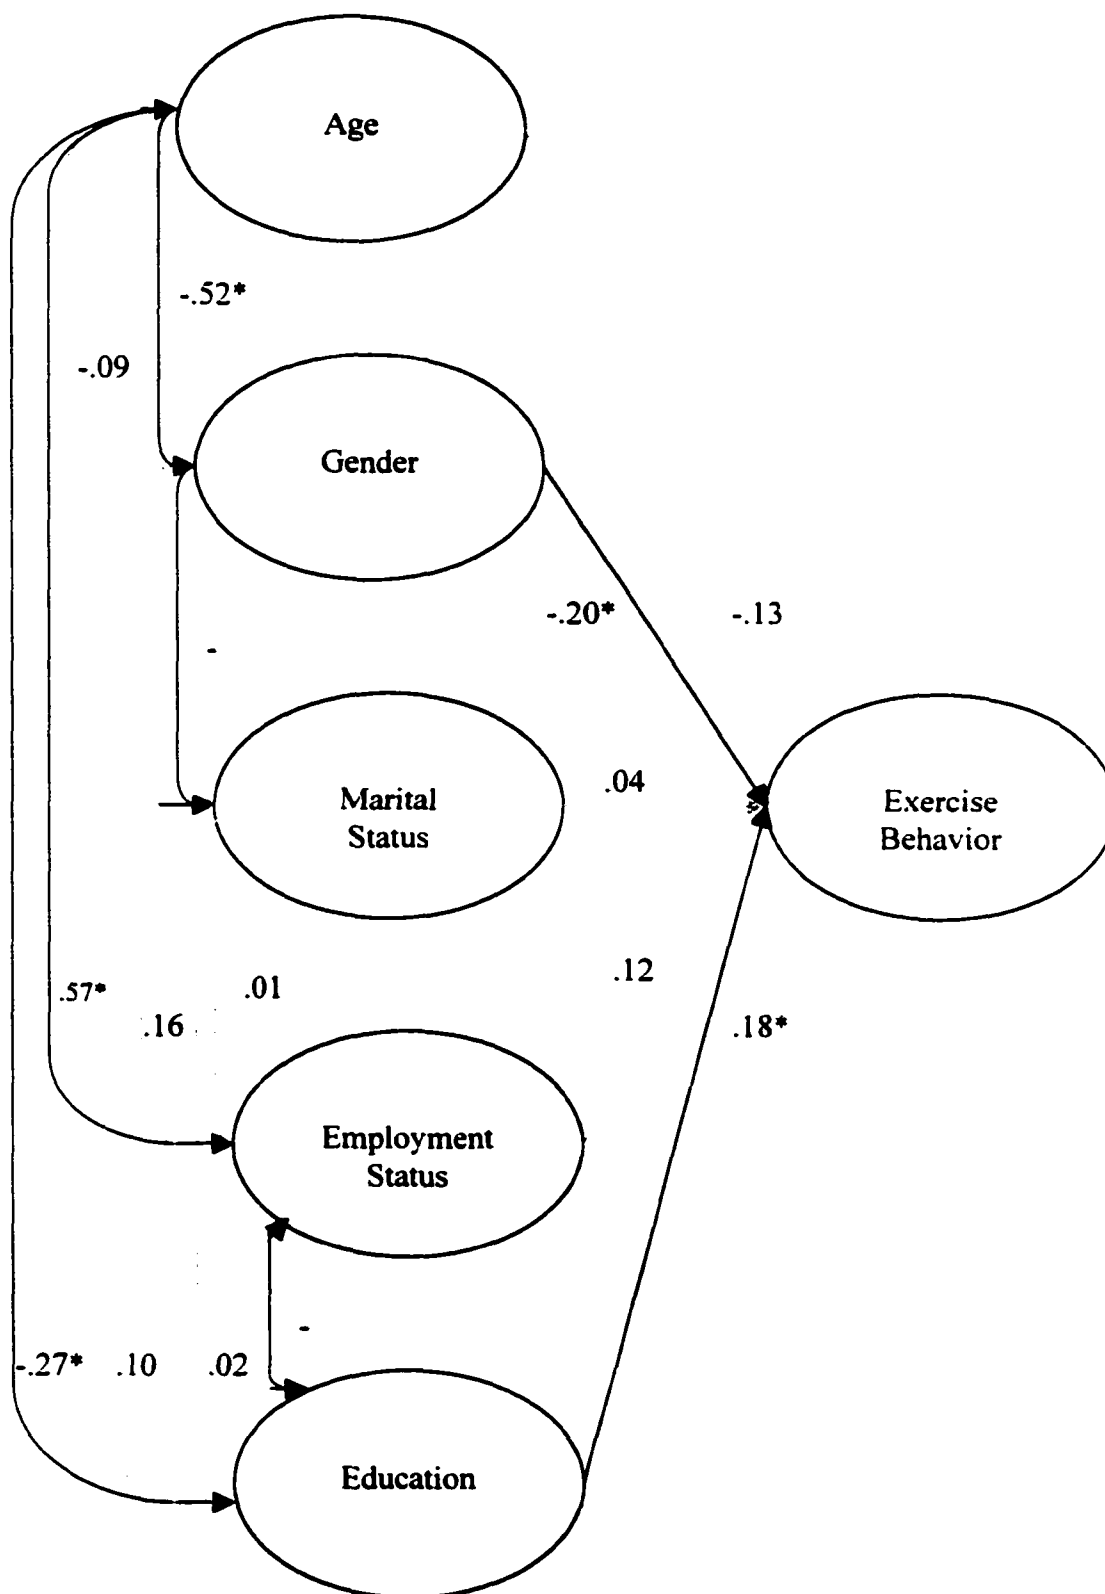 Age
-.52*
-.09
Gender
-.20*
-.13
-
Marital
Status
.04
*
Exercise
Behavior
.57*
.16
.01
.12
.18*
Employment
Status
-
-.27*
.10
.02
Education